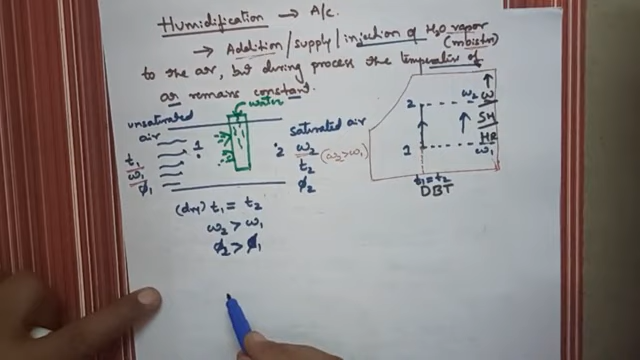 Humidification → A/c.
→ Addition/supply/injection of H₂O vapor
(moistur)
to the air, but during process the temperature of
air remains constant.
water
unsaturated
air
t₁
ω₁
ϕ₁
1
2
saturated air
ω₂ (ω₂>ω₁)
t₂
ϕ₂
(dry) t₁ = t₂
ω₂ > ω₁
ϕ₂ > ϕ₁
2
ω₂
ω
SH
HR
1
ω₁
t₁=t₂
DBT